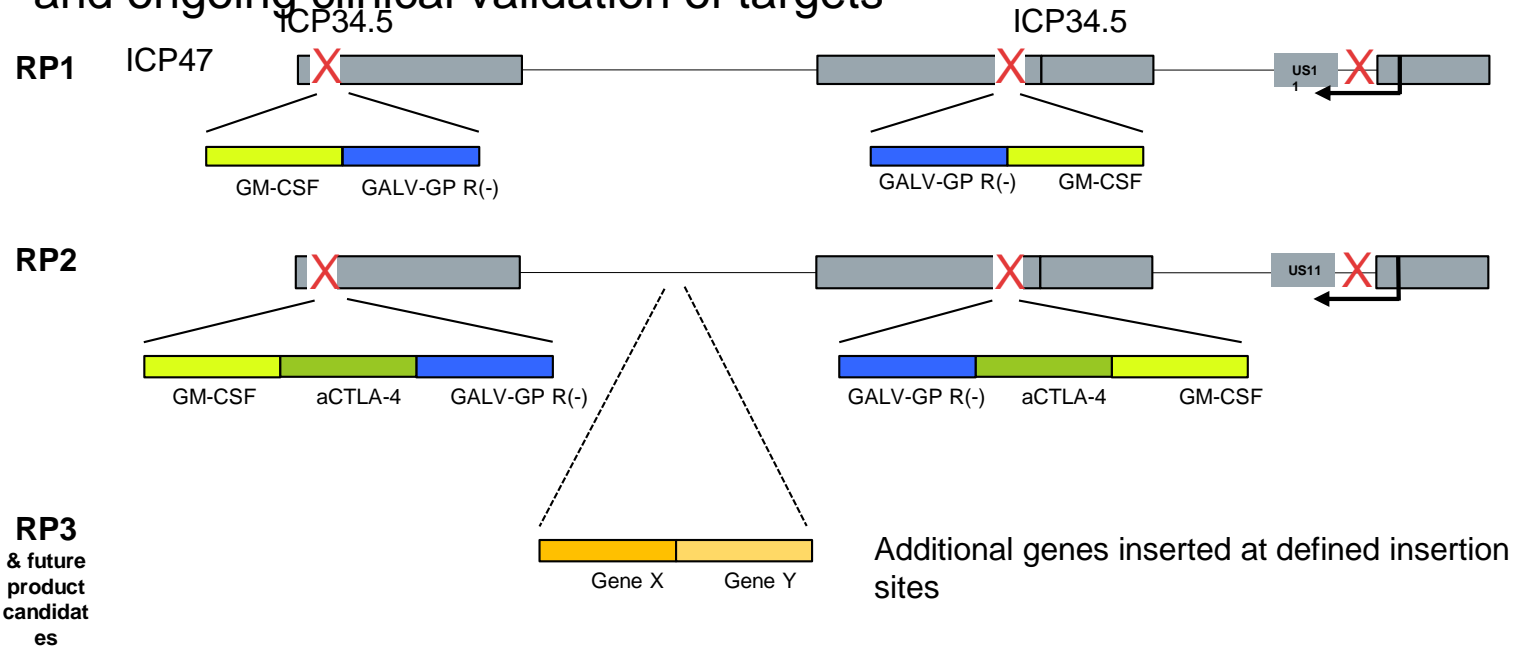 and ongoing clinical validation of targets
ICP34.5
ICP34.5
ICP47
RP1
US1
1
GM-CSF
GALV-GP R(-)
GALV-GP R(-)
GM-CSF
RP2
US11
GM-CSF
aCTLA-4
GALV-GP R(-)
GALV-GP R(-)
aCTLA-4
GM-CSF
RP3
& future
product
candidat
es
Gene X
Gene Y
Additional genes inserted at defined insertion
sites